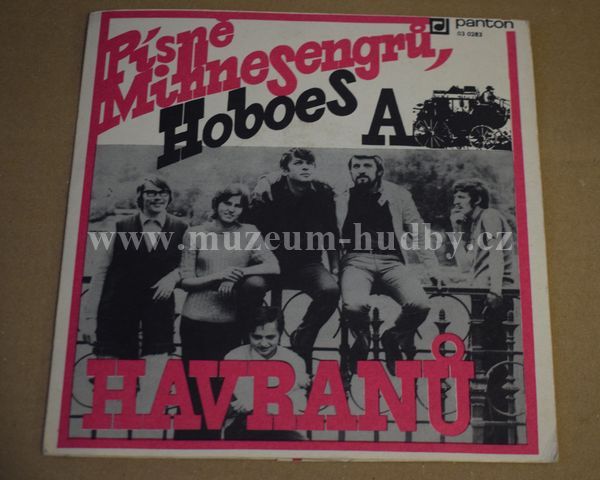 panton
03 0283
Písně
Minnesengrů,
Hoboes A
www.muzeum-hudby.cz
HAVRANŮ